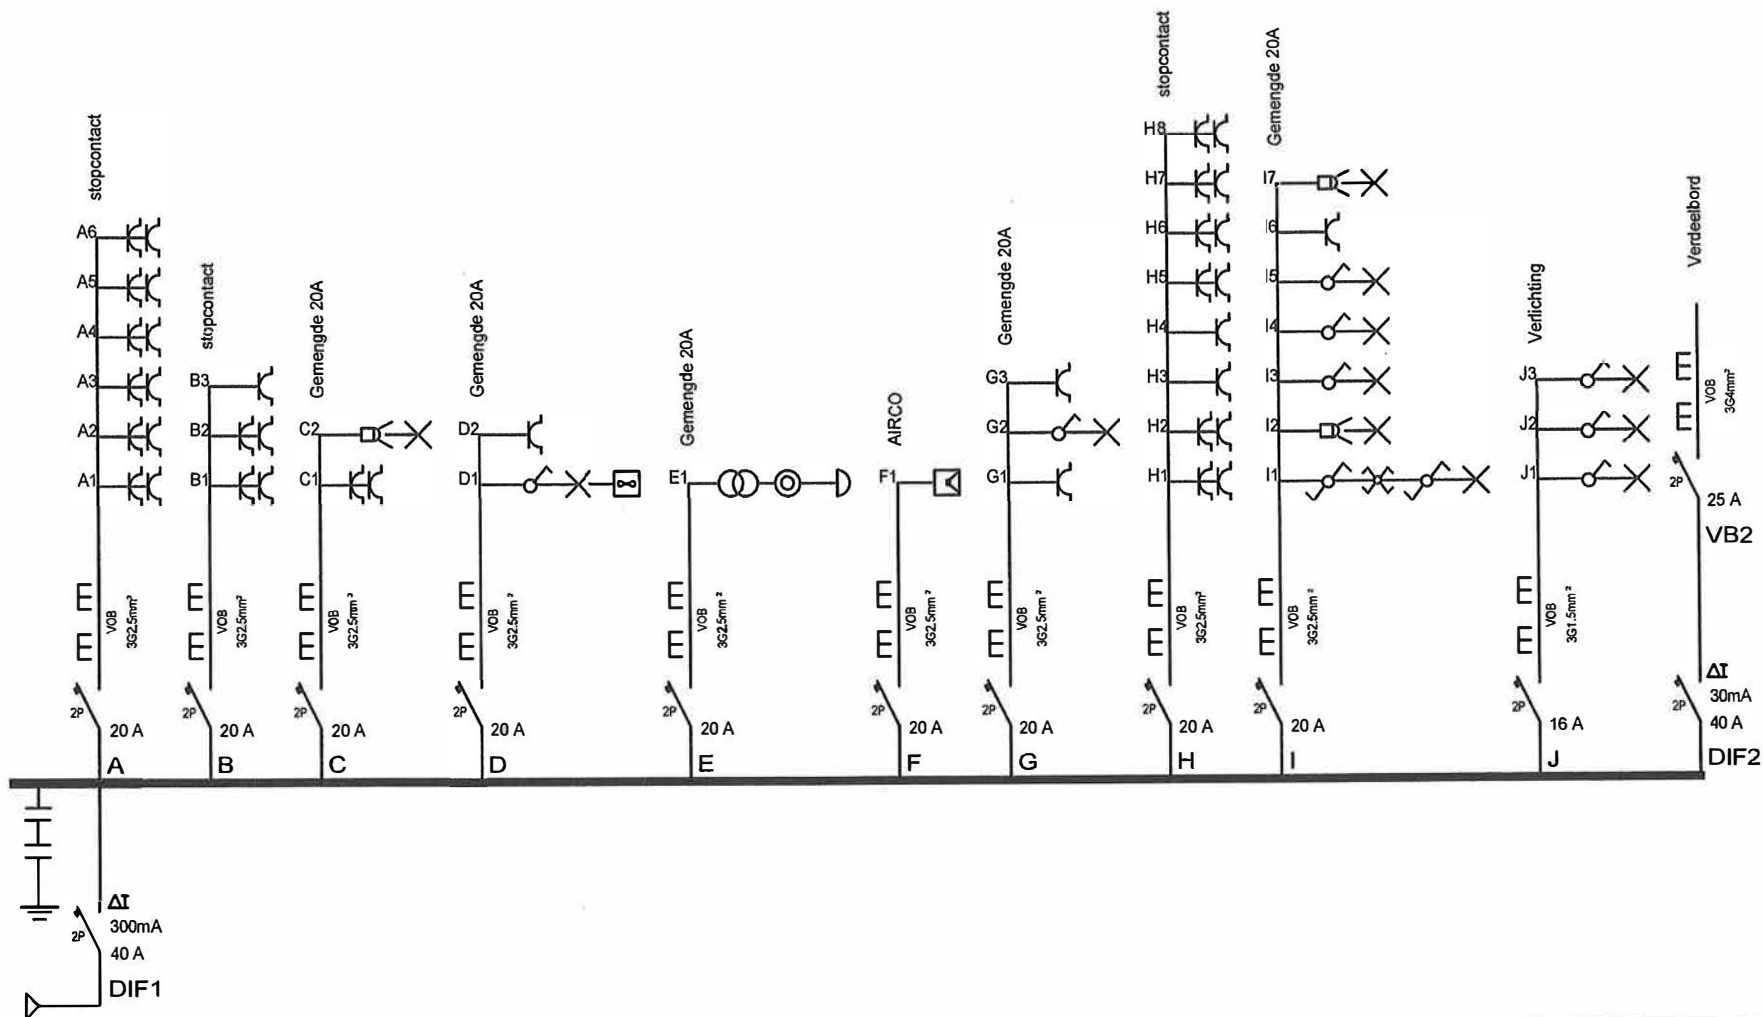 stopcontact
A6
A5
A4
A3
A2
A1
VOB
3G2.5mm²
2P
20 A
A
stopcontact
B3
B2
B1
VOB
3G2.5mm²
2P
20 A
B
Gemengde 20A
C2
C1
VOB
3G2.5mm²
2P
20 A
C
Gemengde 20A
D2
D1
VOB
3G2.5mm²
2P
20 A
D
Gemengde 20A
E1
VOB
3G2.5mm²
2P
20 A
E
AIRCO
F1
VOB
3G2.5mm²
2P
20 A
F
Gemengde 20A
G3
G2
G1
VOB
3G2.5mm²
2P
20 A
G
stopcontact
H8
H7
H6
H5
H4
H3
H2
H1
VOB
3G2.5mm²
2P
20 A
H
Gemengde 20A
I7
I6
I5
I4
I3
I2
I1
VOB
3G2.5mm²
2P
20 A
I
Verlichting
J3
J2
J1
VOB
3G1.5mm²
2P
16 A
J
Verdeelbord
VOB
3G4mm²
2P
25 A
VB2
ΔI
30mA
2P
40 A
DIF2
ΔI
300mA
2P
40 A
DIF1